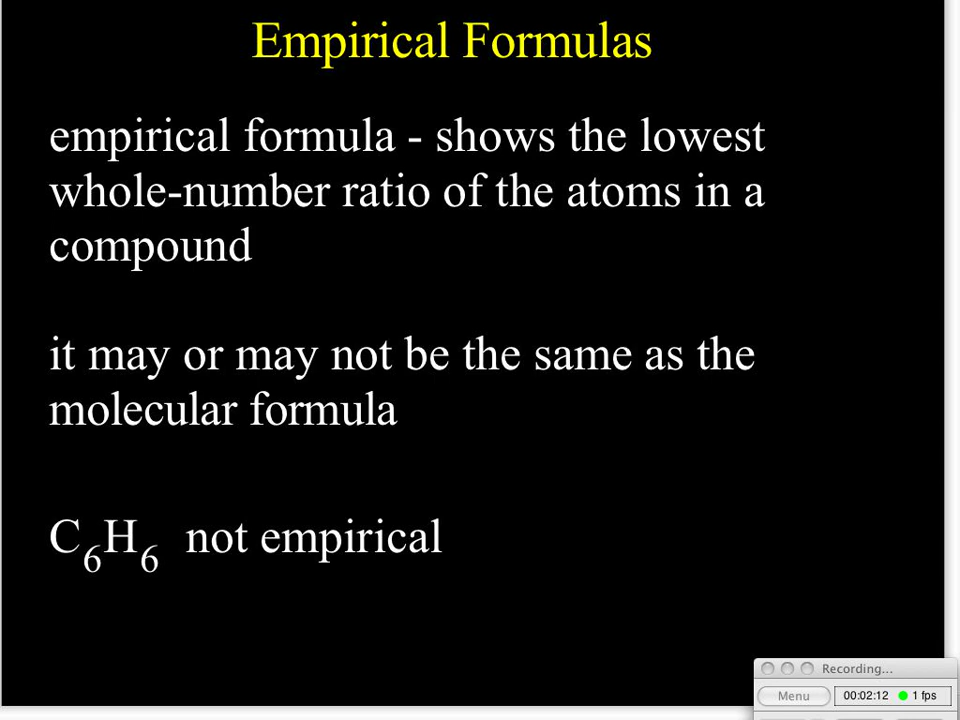 Empirical Formulas
empirical formula - shows the lowest
whole-number ratio of the atoms in a
compound
it may or may not be the same as the
molecular formula
C₆H₆ not empirical
Recording...
Menu
00:02:12 1 fps